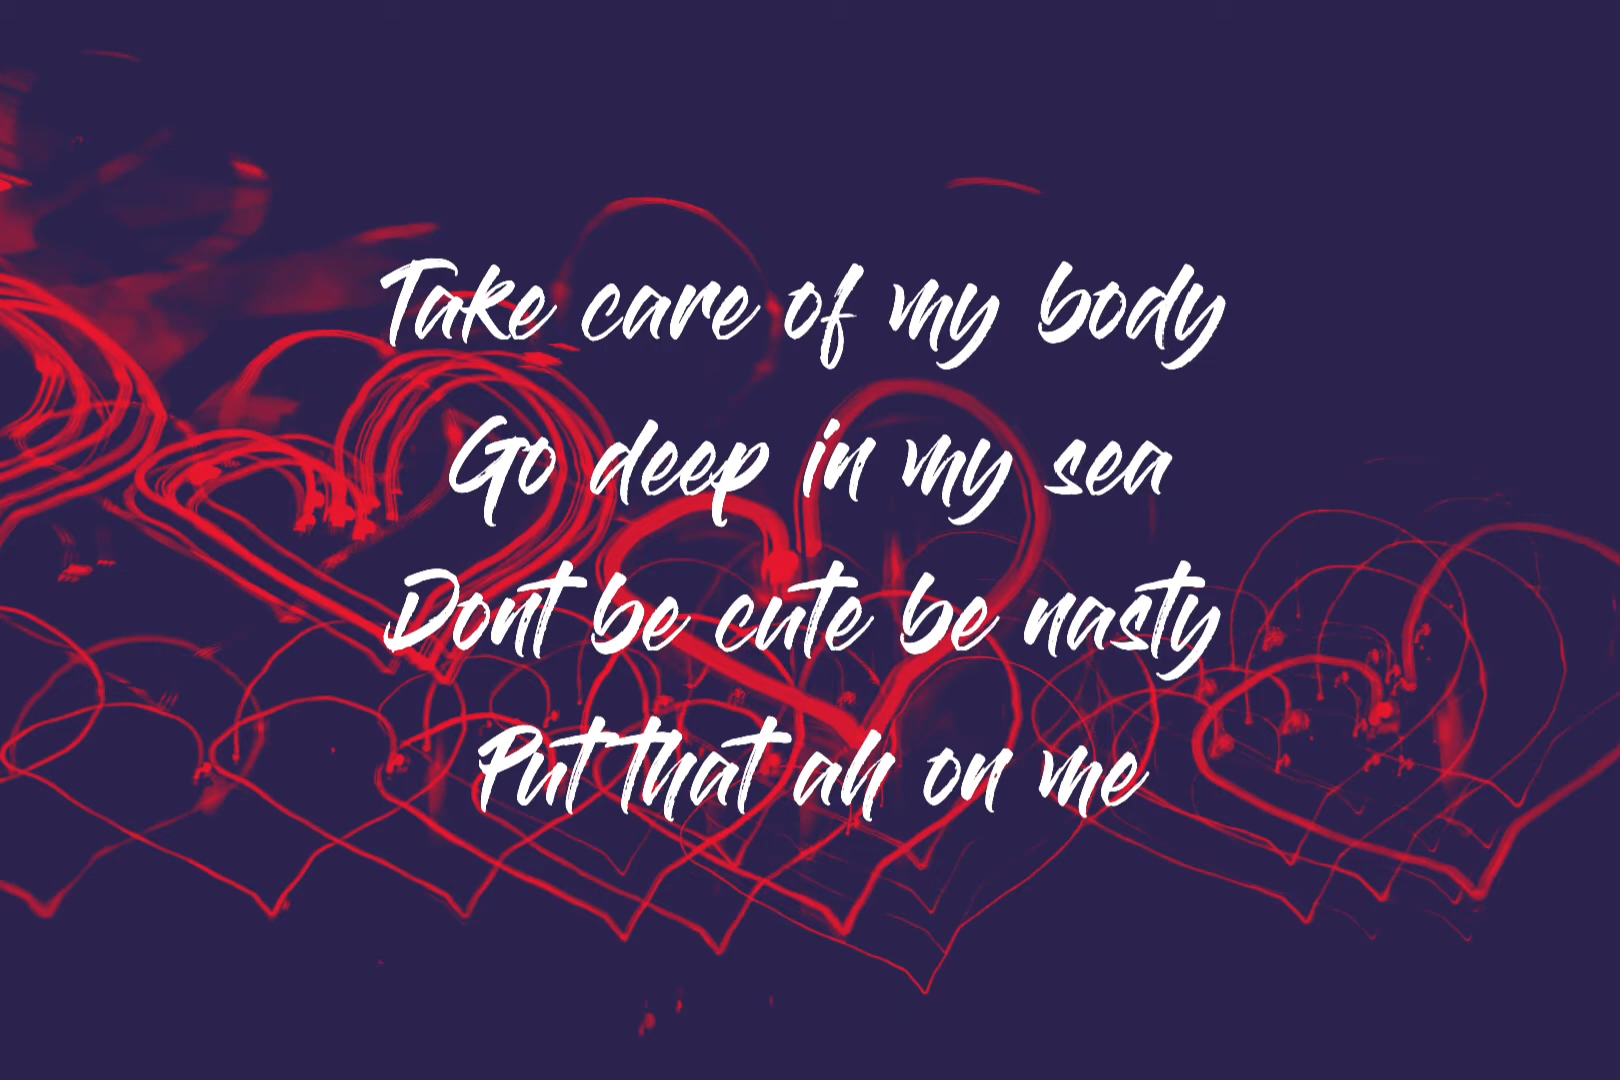 Take care of my body
Go deep in my sea
Dont be cute be nasty
Put that ah on me